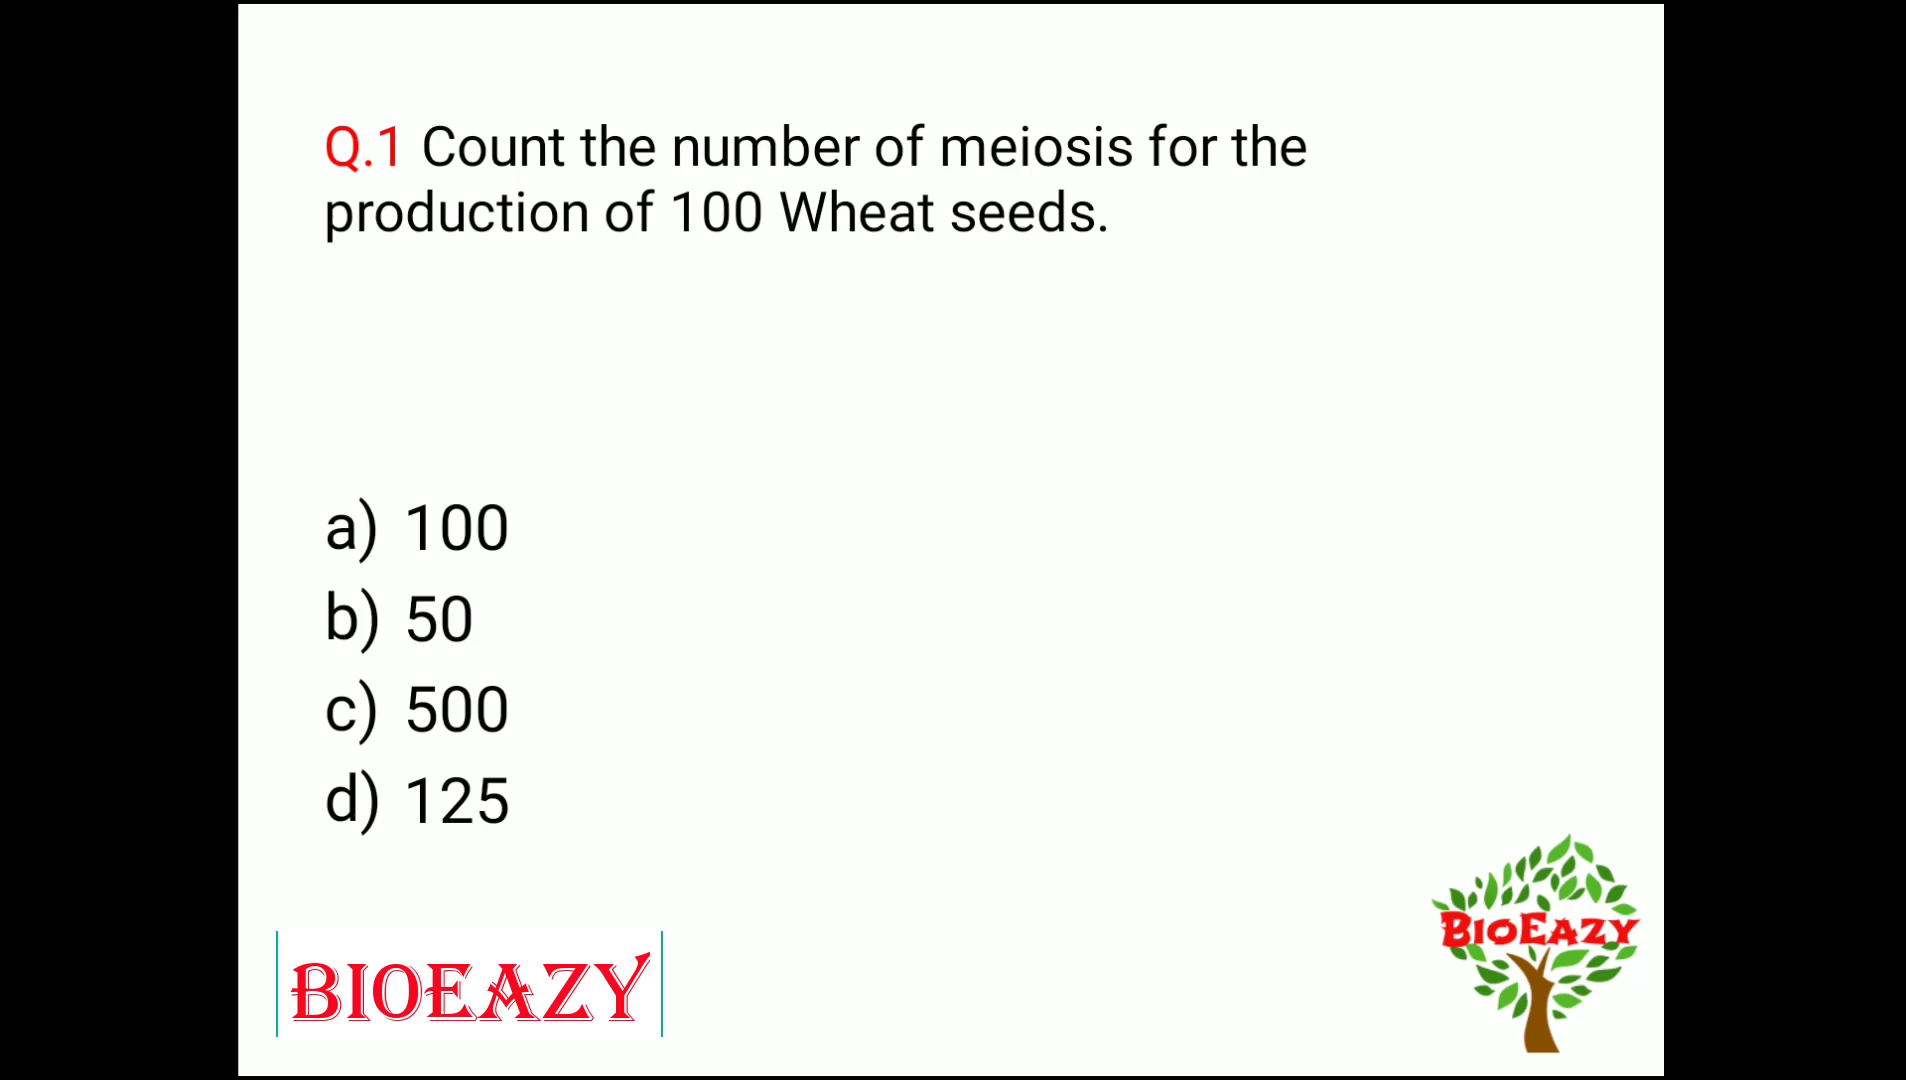 Q.1 Count the number of meiosis for the
production of 100 Wheat seeds.
a) 100
b) 50
c) 500
d) 125
BIOEAZY
BIOEAZY